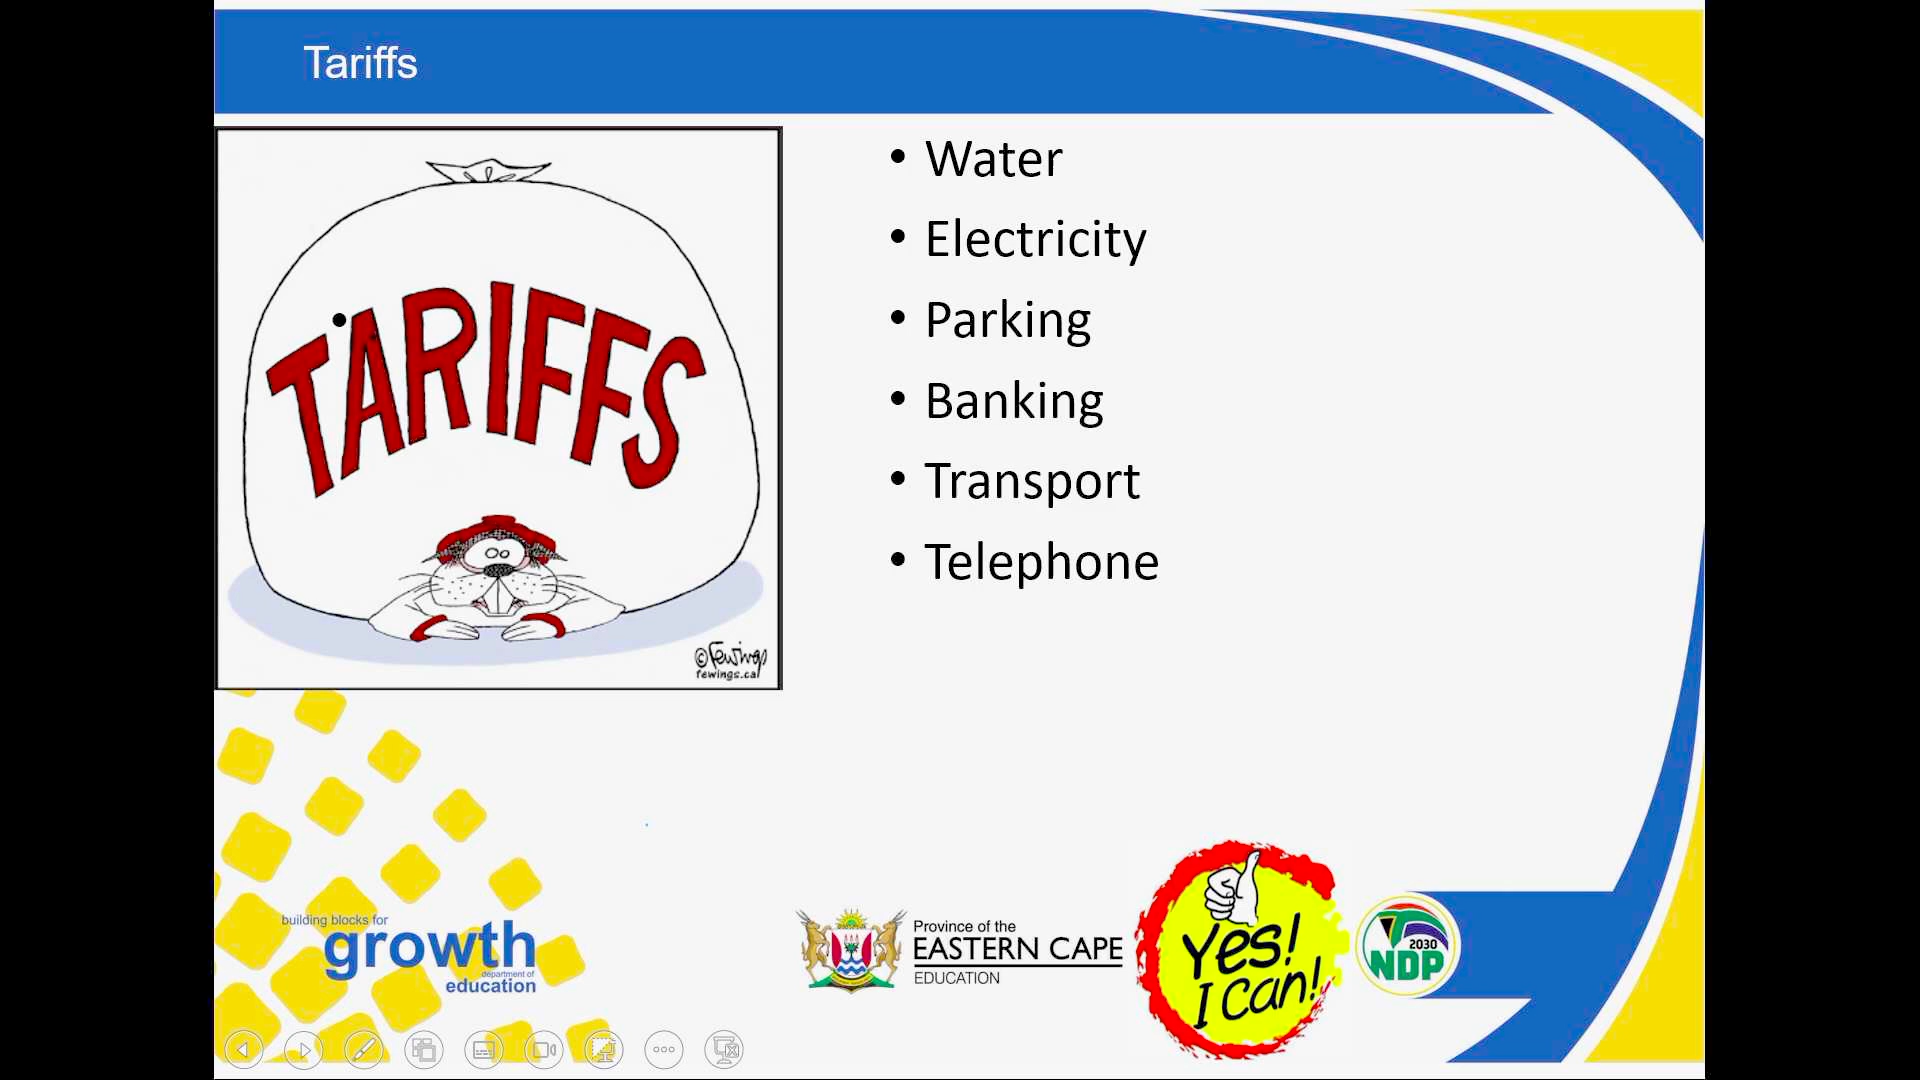 Tariffs
TARIFFS
©Fewings
fewings.cal
• Water
• Electricity
• Parking
• Banking
• Transport
• Telephone
building blocks for
growth
department of
education
Province of the
EASTERN CAPE
EDUCATION
Yes!
I Can!
2030
NDP